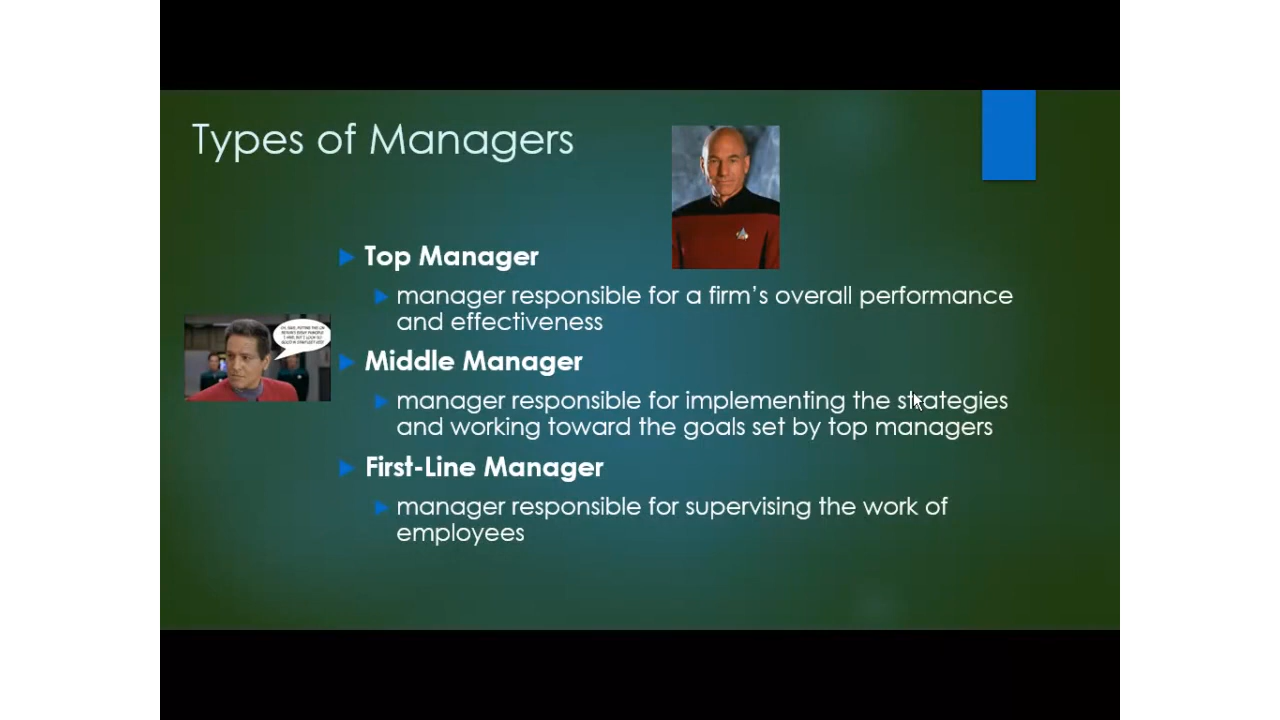 Types of Managers
Top Manager
manager responsible for a firm's overall performance
and effectiveness
Middle Manager
manager responsible for implementing the strategies
and working toward the goals set by top managers
First-Line Manager
manager responsible for supervising the work of
employees